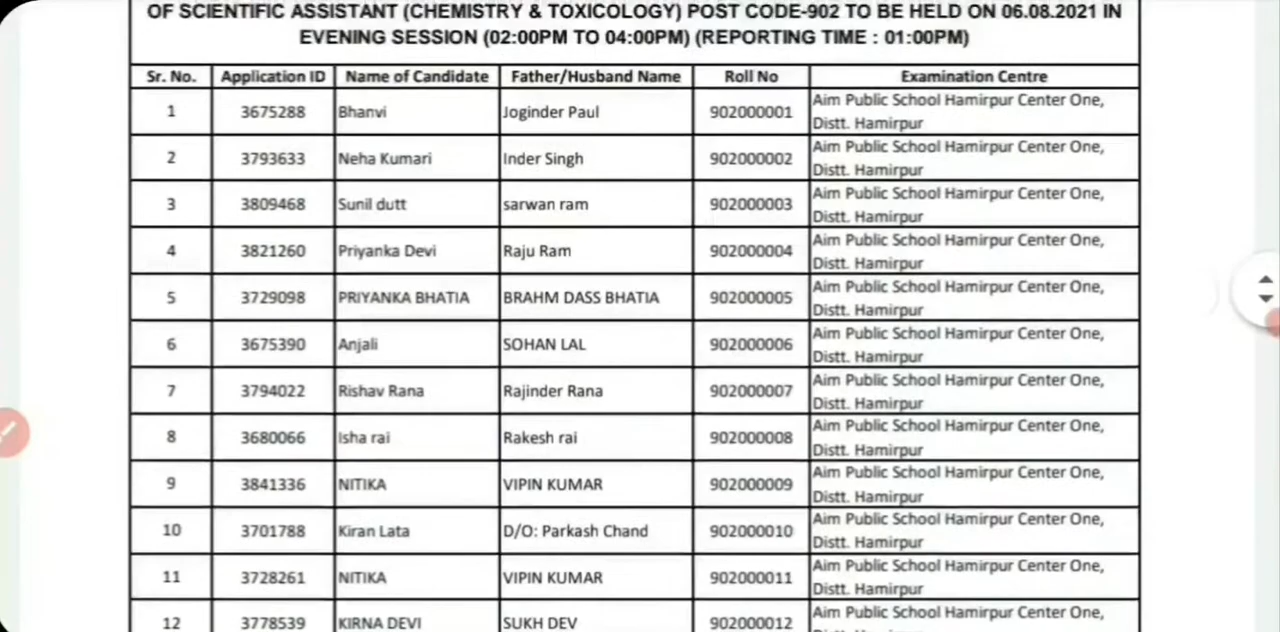 OF SCIENTIFIC ASSISTANT (CHEMISTRY & TOXICOLOGY) POST CODE-902 TO BE HELD ON 06.08.2021 IN
EVENING SESSION (02:00PM TO 04:00PM) (REPORTING TIME : 01:00PM)
Sr. No. Application ID Name of Candidate Father/Husband Name Roll No Examination Centre
1 3675288 Bhanvi Joginder Paul 902000001 Aim Public School Hamirpur Center One,
Distt. Hamirpur
2 3793633 Neha Kumari Inder Singh 902000002 Aim Public School Hamirpur Center One,
Distt. Hamirpur
3 3809468 Sunil dutt sarwan ram 902000003 Aim Public School Hamirpur Center One,
Distt. Hamirpur
4 3821260 Priyanka Devi Raju Ram 902000004 Aim Public School Hamirpur Center One,
Distt. Hamirpur
5 3729098 PRIYANKA BHATIA BRAHM DASS BHATIA 902000005 Aim Public School Hamirpur Center One,
Distt. Hamirpur
6 3675390 Anjali SOHAN LAL 902000006 Aim Public School Hamirpur Center One,
Distt. Hamirpur
7 3794022 Rishav Rana Rajinder Rana 902000007 Aim Public School Hamirpur Center One,
Distt. Hamirpur
8 3680066 Isha rai Rakesh rai 902000008 Aim Public School Hamirpur Center One,
Distt. Hamirpur
9 3841336 NITIKA VIPIN KUMAR 902000009 Aim Public School Hamirpur Center One,
Distt. Hamirpur
10 3701788 Kiran Lata D/O: Parkash Chand 902000010 Aim Public School Hamirpur Center One,
Distt. Hamirpur
11 3728261 NITIKA VIPIN KUMAR 902000011 Aim Public School Hamirpur Center One,
Distt. Hamirpur
12 3778539 KIRNA DEVI SUKH DEV 902000012 Aim Public School Hamirpur Center One,